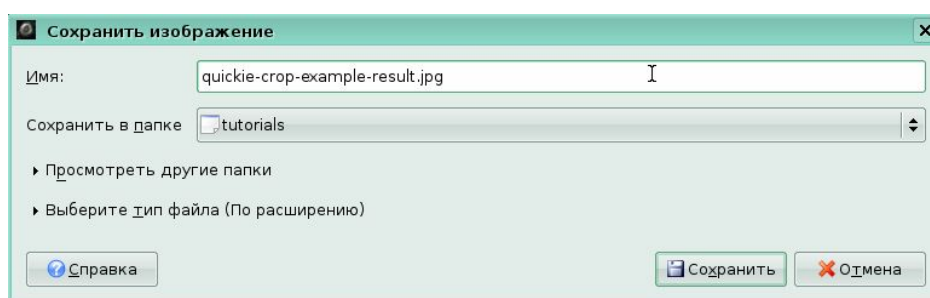 Сохранить изображение
Имя: quickie-crop-example-result.jpg
Сохранить в папке tutorials
Просмотреть другие папки
Выберите тип файла (По расширению)
Справка Сохранить Отмена